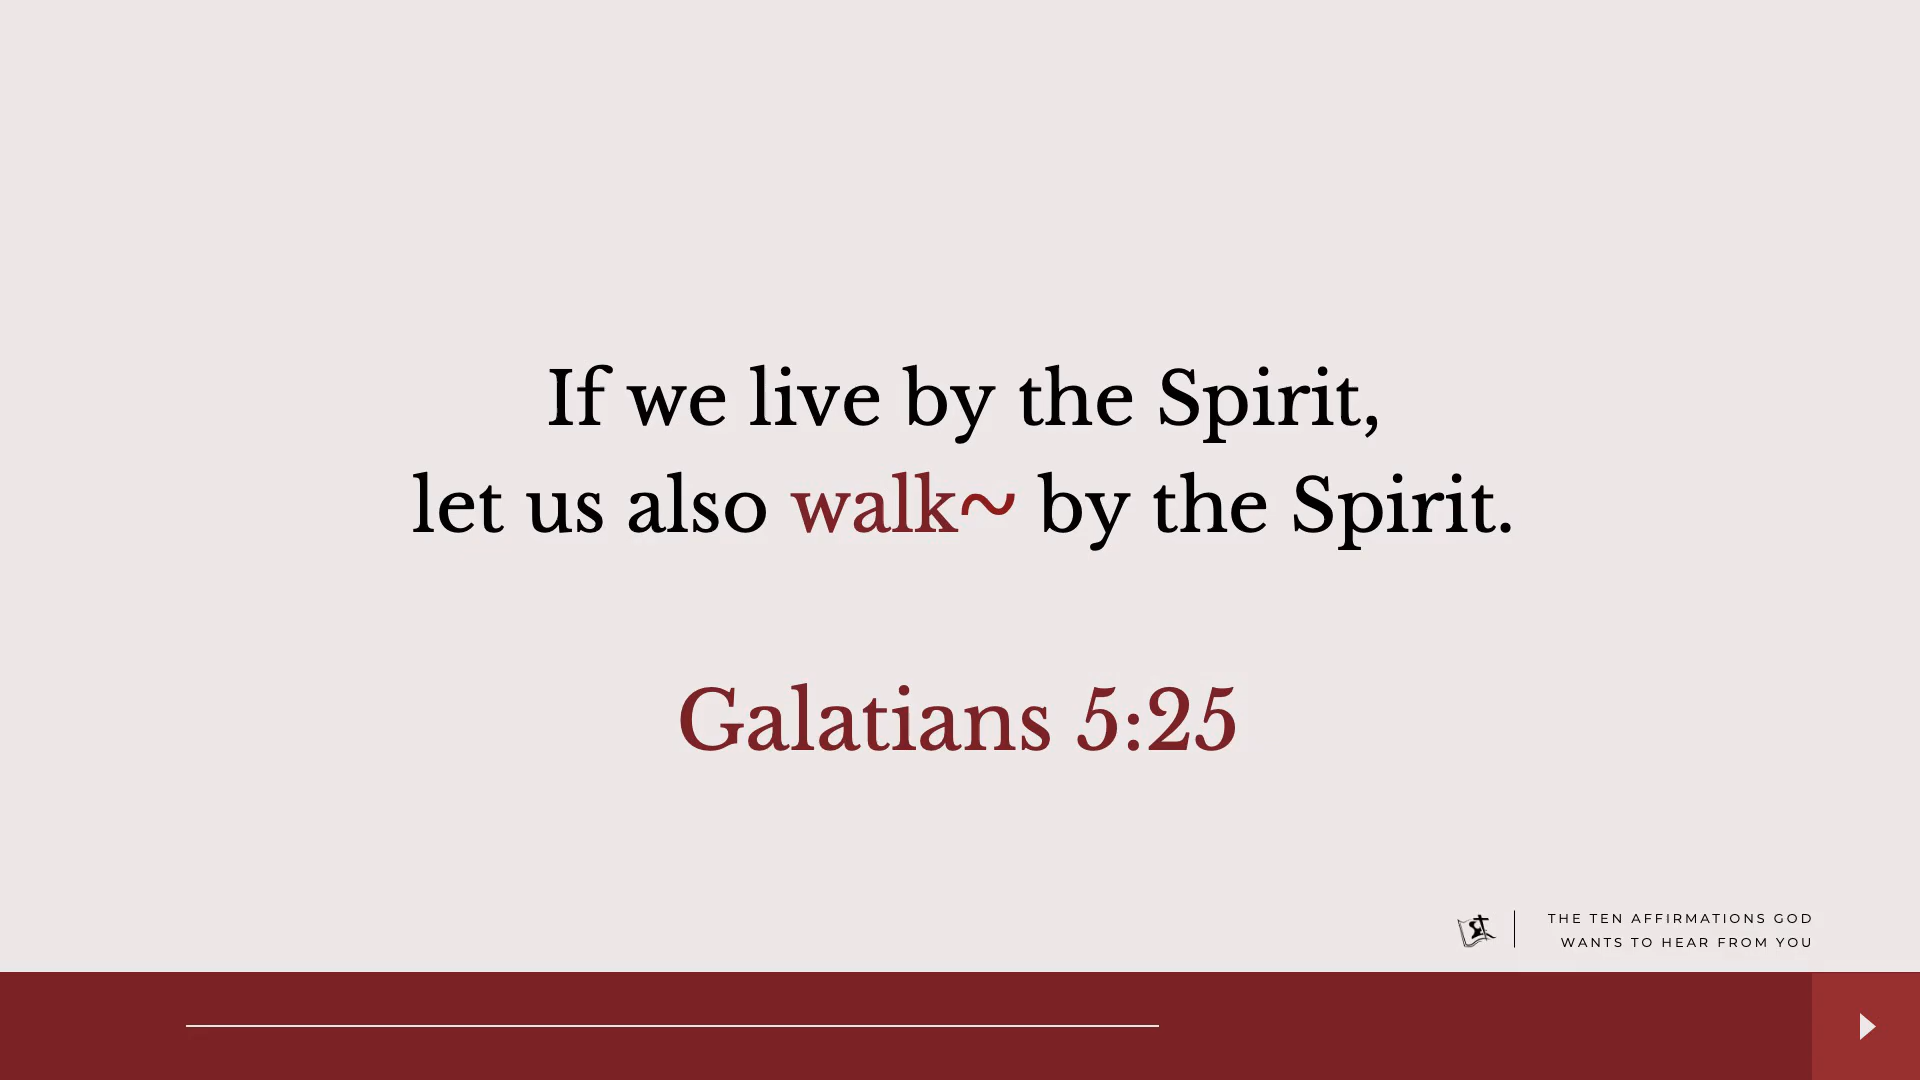 If we live by the Spirit,
let us also walk~ by the Spirit.
Galatians 5:25
THE TEN AFFIRMATIONS GOD
WANTS TO HEAR FROM YOU